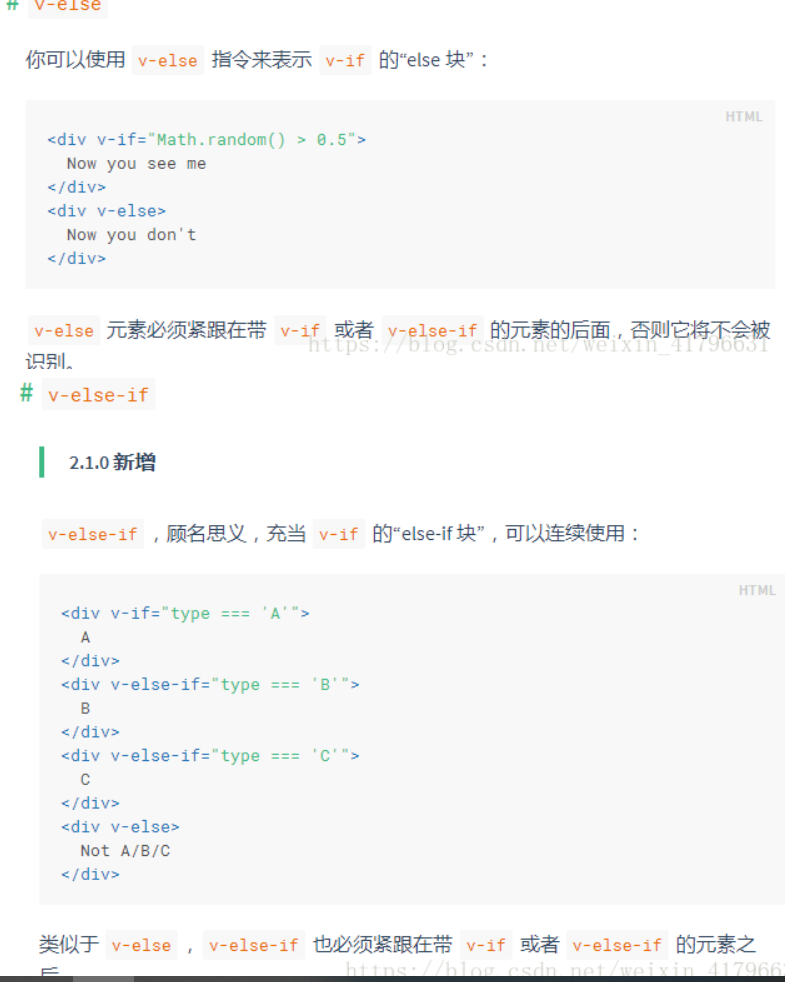 # v-else
你可以使用 v-else 指令来表示 v-if 的“else 块”：
HTML
<div v-if="Math.random() > 0.5">
  Now you see me
</div>
<div v-else>
  Now you don't
</div>
v-else 元素必须紧跟在带 v-if 或者 v-else-if 的元素的后面，否则它将不会被
https://blog.csdn.net/weixin_41796631
识别。
# v-else-if
2.1.0 新增
v-else-if ，顾名思义，充当 v-if 的“else-if 块”，可以连续使用：
HTML
<div v-if="type === 'A'">
  A
</div>
<div v-else-if="type === 'B'">
  B
</div>
<div v-else-if="type === 'C'">
  C
</div>
<div v-else>
  Not A/B/C
</div>
类似于 v-else ，v-else-if 也必须紧跟在带 v-if 或者 v-else-if 的元素之
https://blog.csdn.net/weixin_417966